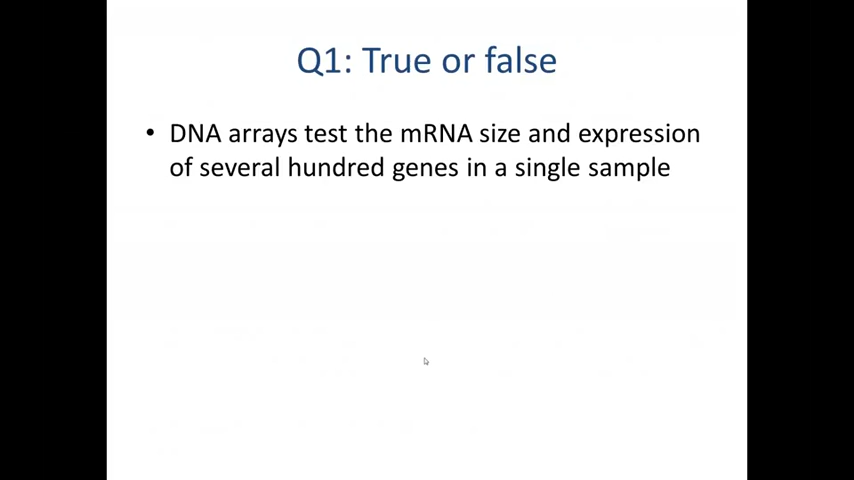 Q1: True or false
• DNA arrays test the mRNA size and expression
of several hundred genes in a single sample